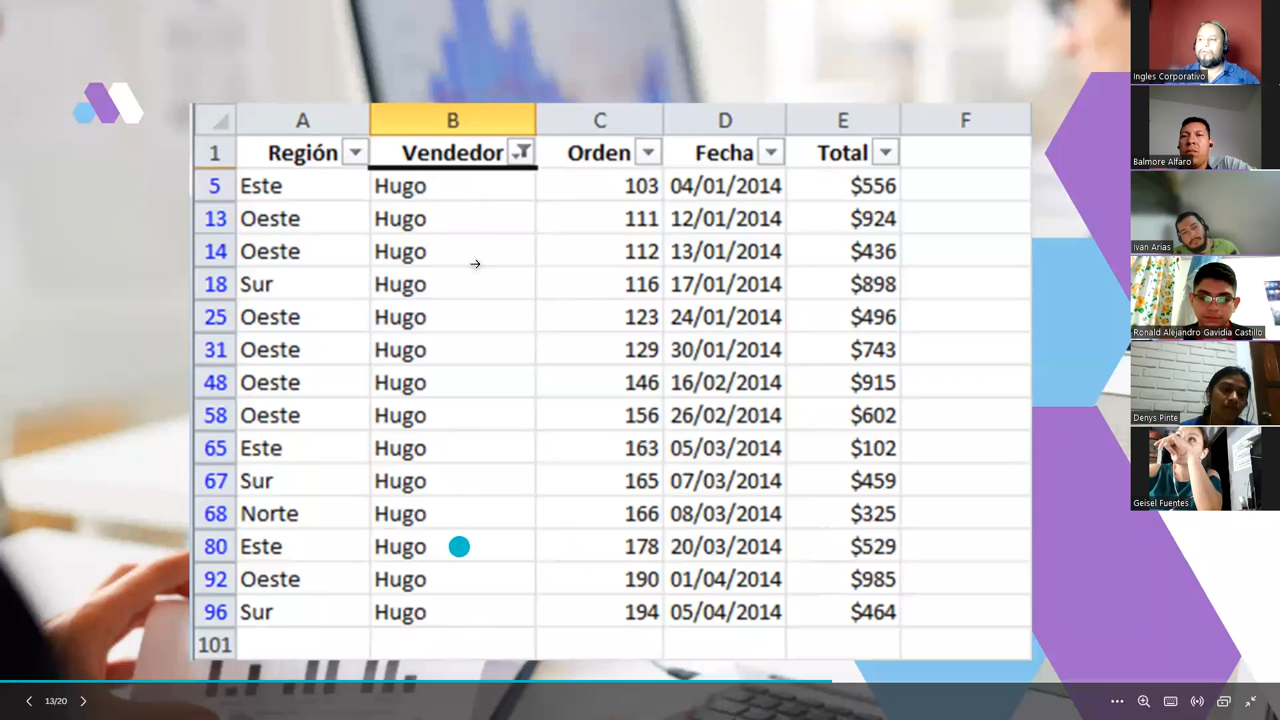 A B C D E F
1 Región Vendedor Orden Fecha Total
5 Este Hugo 103 04/01/2014 $556
13 Oeste Hugo 111 12/01/2014 $924
14 Oeste Hugo 112 13/01/2014 $436
18 Sur Hugo 116 17/01/2014 $898
25 Oeste Hugo 123 24/01/2014 $496
31 Oeste Hugo 129 30/01/2014 $743
48 Oeste Hugo 146 16/02/2014 $915
58 Oeste Hugo 156 26/02/2014 $602
65 Este Hugo 163 05/03/2014 $102
67 Sur Hugo 165 07/03/2014 $459
68 Norte Hugo 166 08/03/2014 $325
80 Este Hugo 178 20/03/2014 $529
92 Oeste Hugo 190 01/04/2014 $985
96 Sur Hugo 194 05/04/2014 $464
101
13/20
Ingles Corporativo
Balmore Alfaro
Ivan Arias
Ronald Alejandro Gavidia Castillo
Denys Pinte
Geisel Fuentes